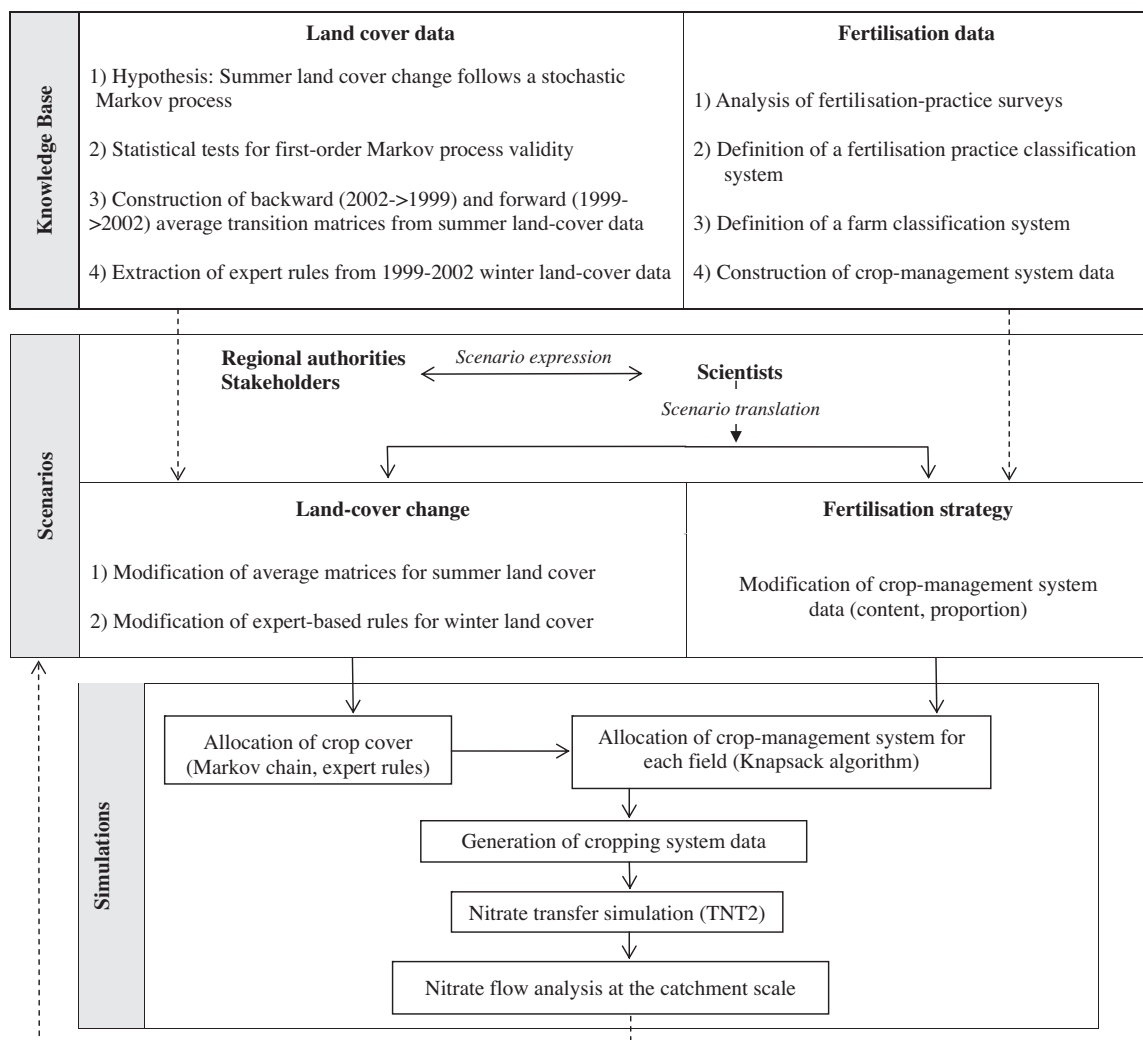 Knowledge Base
Land cover data
1) Hypothesis: Summer land cover change follows a stochastic
Markov process
2) Statistical tests for first-order Markov process validity
3) Construction of backward (2002->1999) and forward (1999-
>2002) average transition matrices from summer land-cover data
4) Extraction of expert rules from 1999-2002 winter land-cover data
Fertilisation data
1) Analysis of fertilisation-practice surveys
2) Definition of a fertilisation practice classification
system
3) Definition of a farm classification system
4) Construction of crop-management system data
Scenarios
Regional authorities
Stakeholders
Scenario expression
Scientists
Scenario translation
Land-cover change
1) Modification of average matrices for summer land cover
2) Modification of expert-based rules for winter land cover
Fertilisation strategy
Modification of crop-management system
data (content, proportion)
Simulations
Allocation of crop cover
(Markov chain, expert rules)
Allocation of crop-management system for
each field (Knapsack algorithm)
Generation of cropping system data
Nitrate transfer simulation (TNT2)
Nitrate flow analysis at the catchment scale